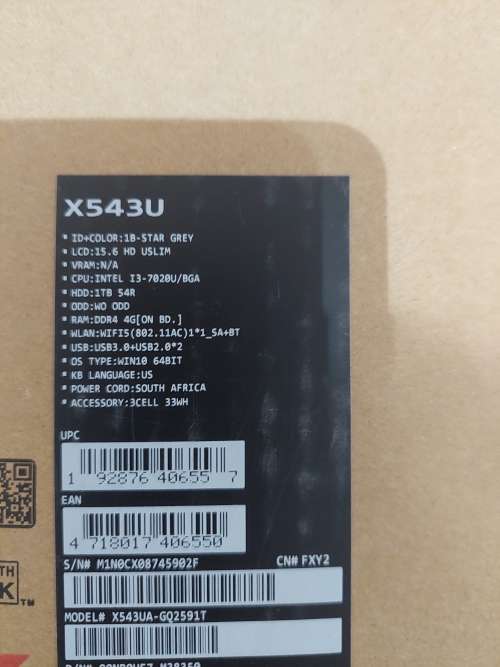 X543U
▪ ID+COLOR:1B-STAR GREY
▪ LCD:15.6 HD USLIM
▪ VRAM:N/A
▪ CPU:INTEL I3-7020U/BGA
▪ HDD:1TB 54R
▪ ODD:WO ODD
▪ RAM:DDR4 4G[ON BD.]
▪ WLAN:WIFI5(802.11AC)1*1_SA+BT
▪ USB:USB3.0+USB2.0*2
▪ OS TYPE:WIN10 64BIT
▪ KB LANGUAGE:US
▪ POWER CORD:SOUTH AFRICA
▪ ACCESSORY:3CELL 33WH
UPC
1 92876 40655 7
EAN
4 718017 406550
S/N# M1N0CX08745902F CN# FXY2
TH
K™
MODEL# X543UA-GQ2591T